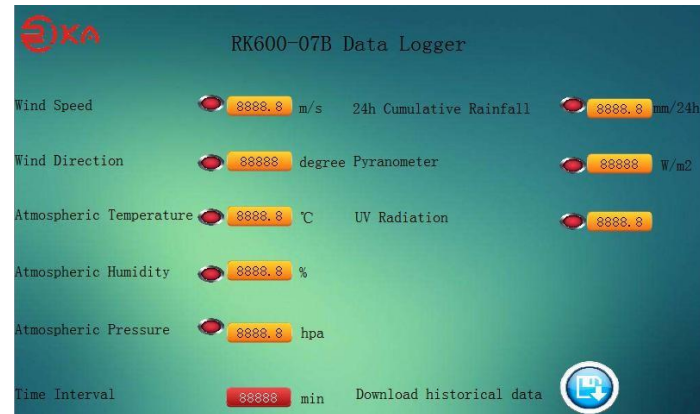 RKA
RK600-07B Data Logger
Wind Speed 8888.8 m/s 24h Cumulative Rainfall 8888.8 mm/24h
Wind Direction 88888 degree Pyranometer 88888 W/m2
Atmospheric Temperature 8888.8 ℃ UV Radiation 8888.8
Atmospheric Humidity 8888.8 %
Atmospheric Pressure 8888.8 hpa
Time Interval 88888 min Download historical data